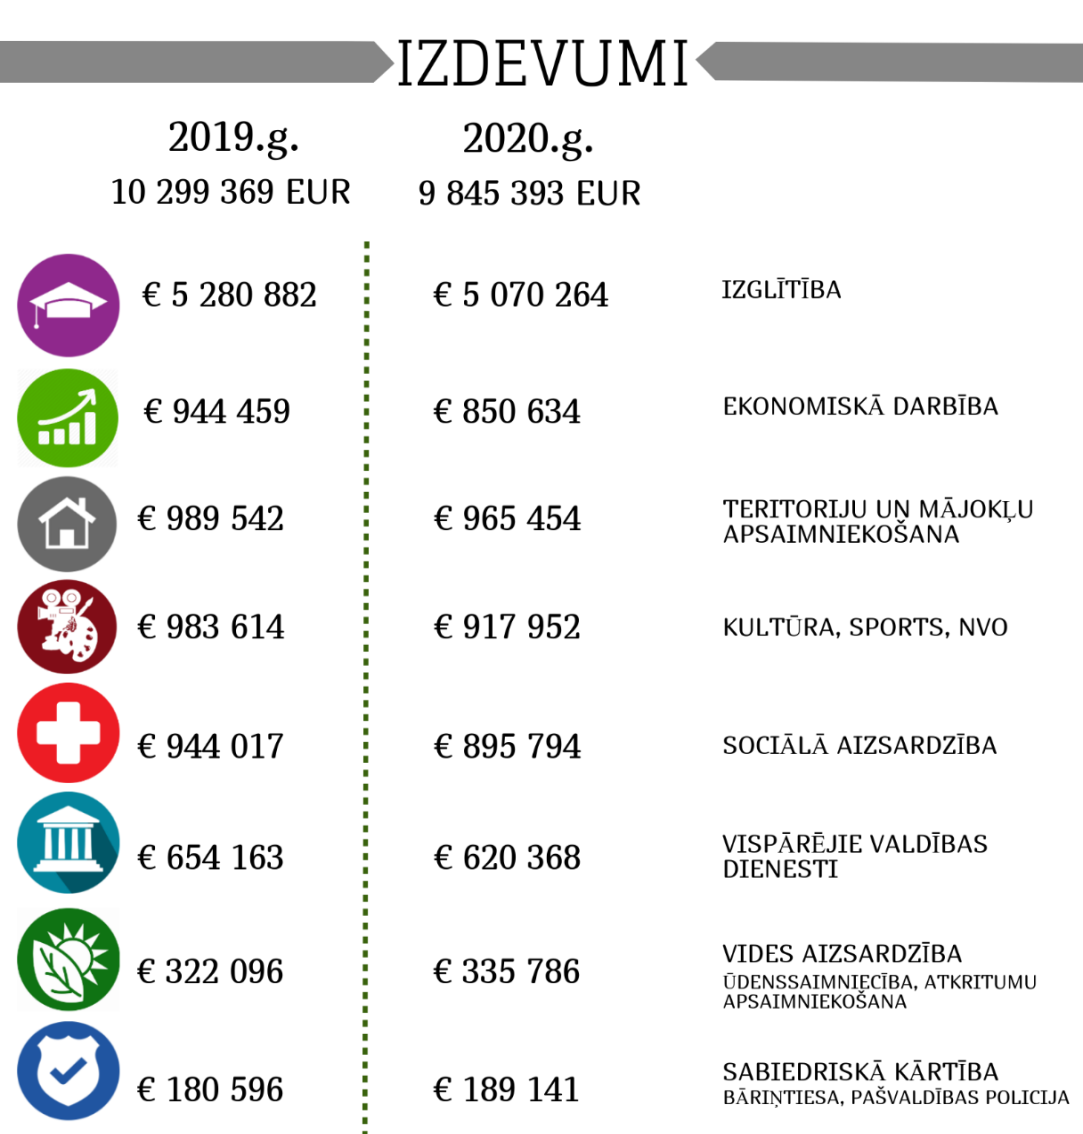 IZDEVUMI
2019.g.
2020.g.
10 299 369 EUR
9 845 393 EUR
€ 5 280 882
€ 5 070 264
IZGLĪTĪBA
€ 944 459
€ 850 634
EKONOMISKĀ DARBĪBA
€ 989 542
€ 965 454
TERITORIJU UN MĀJOKĻU
APSAIMNIEKOŠANA
€ 983 614
€ 917 952
KULTŪRA, SPORTS, NVO
€ 944 017
€ 895 794
SOCIĀLĀ AIZSARDZĪBA
€ 654 163
€ 620 368
VISPĀRĒJIE VALDĪBAS
DIENESTI
€ 322 096
€ 335 786
VIDES AIZSARDZĪBA
ŪDENSSAIMNIECĪBA, ATKRITUMU
APSAIMNIEKOŠANA
€ 180 596
€ 189 141
SABIEDRISKĀ KĀRTĪBA
BĀRIŅTIESA, PAŠVALDĪBAS POLICIJA